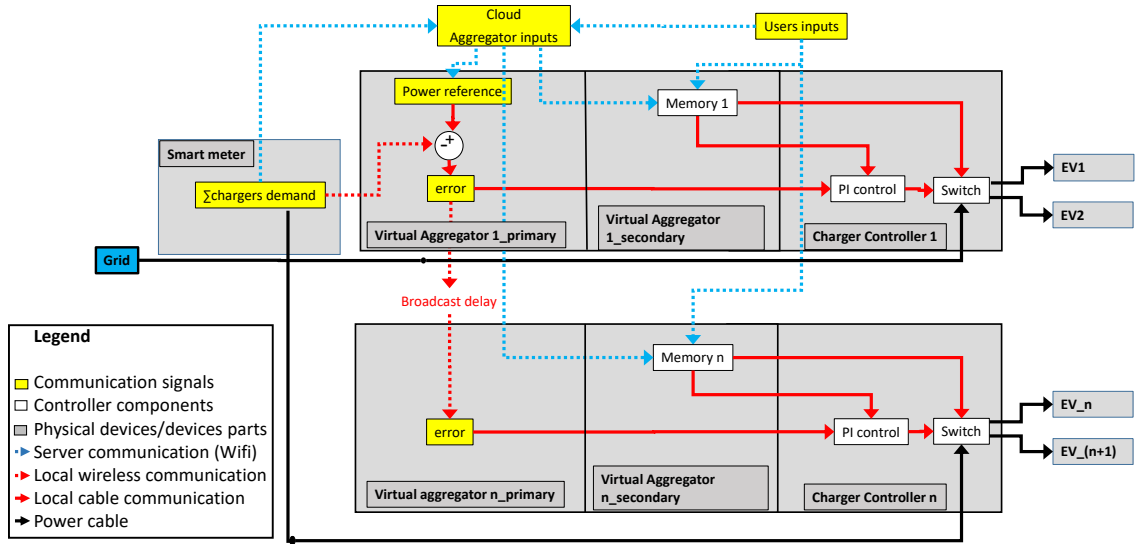 Cloud
Aggregator inputs
Users inputs
Power reference
Memory 1
- +
Smart meter
∑chargers demand
error
PI control
Switch
EV1
EV2
Virtual Aggregator 1_primary
Virtual Aggregator
1_secondary
Charger Controller 1
Grid
Broadcast delay
Memory n
error
PI control
Switch
EV_n
EV_(n+1)
Virtual aggregator n_primary
Virtual Aggregator
n_secondary
Charger Controller n
Legend
Communication signals
Controller components
Physical devices/devices parts
Server communication (Wifi)
Local wireless communication
Local cable communication
Power cable